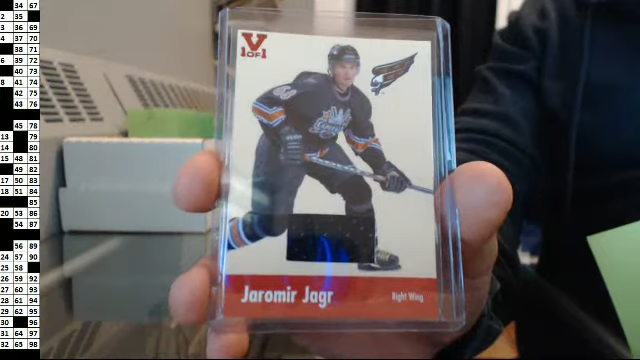 34 67
2 35
3 36 69
4 37 70
38 71
6 39 72
40 73
8 41 74
42 75
43 76
45 78
13 79
14 80
15 48 81
49 82
17 50 83
18 51 84
85
20 53 86
54 87
56 89
24 57 90
25 58
26 59 92
27 60 93
28 61 94
29 62 95
30 96
31 64 97
32 65 98
V
1OF1
Jaromir Jagr
Right Wing